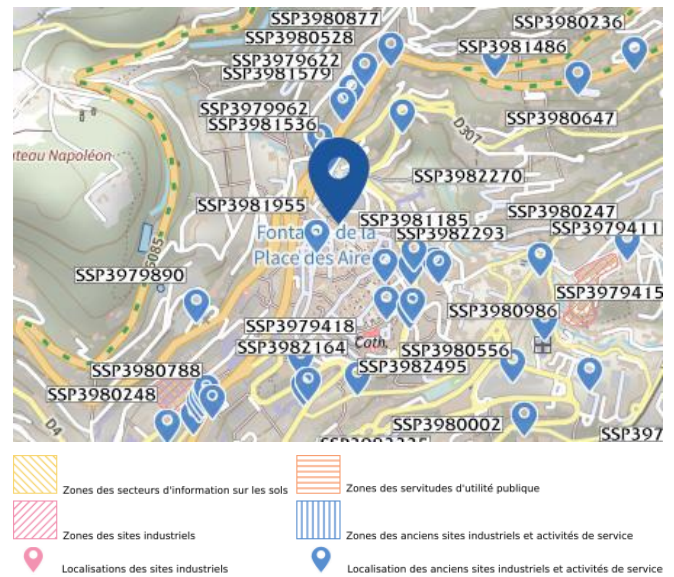 SSP3980877
SSP3980236
SSP3980528
SSP3981486
SSP3979622
SSP3981579
SSP3979962
SSP3981536
SSP3980647
D307
teau Napoléon
SSP3982270
SSP3981955
SSP3981185
SSP3980247
Fonta de la
SSP3982293
SSP3979411
Place des Aire
6085
SSP3979890
SSP3979415
SSP3980986
SSP3979418
Cath.
SSP3982164
SSP3980556
SSP3980788
SSP3982495
SSP3980248
D4
SSP3980002
SSP397
Zones des secteurs d'information sur les sols
Zones des servitudes d'utilité publique
Zones des sites industriels
Zones des anciens sites industriels et activités de service
Localisations des sites industriels
Localisation des anciens sites industriels et activités de service